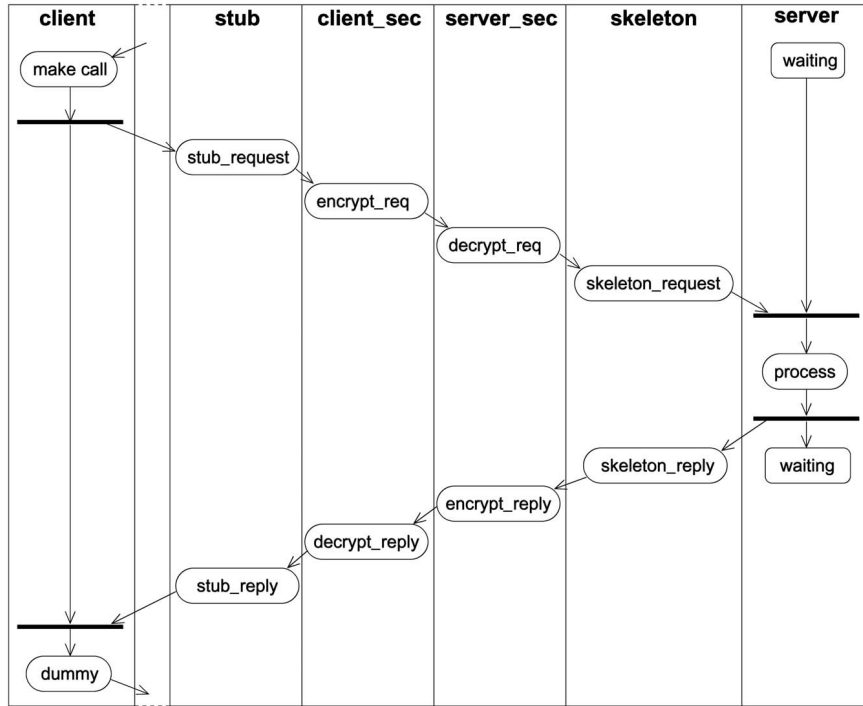 client stub client_sec server_sec skeleton server
make call
waiting
stub_request
encrypt_req
decrypt_req
skeleton_request
process
skeleton_reply
waiting
encrypt_reply
decrypt_reply
stub_reply
dummy